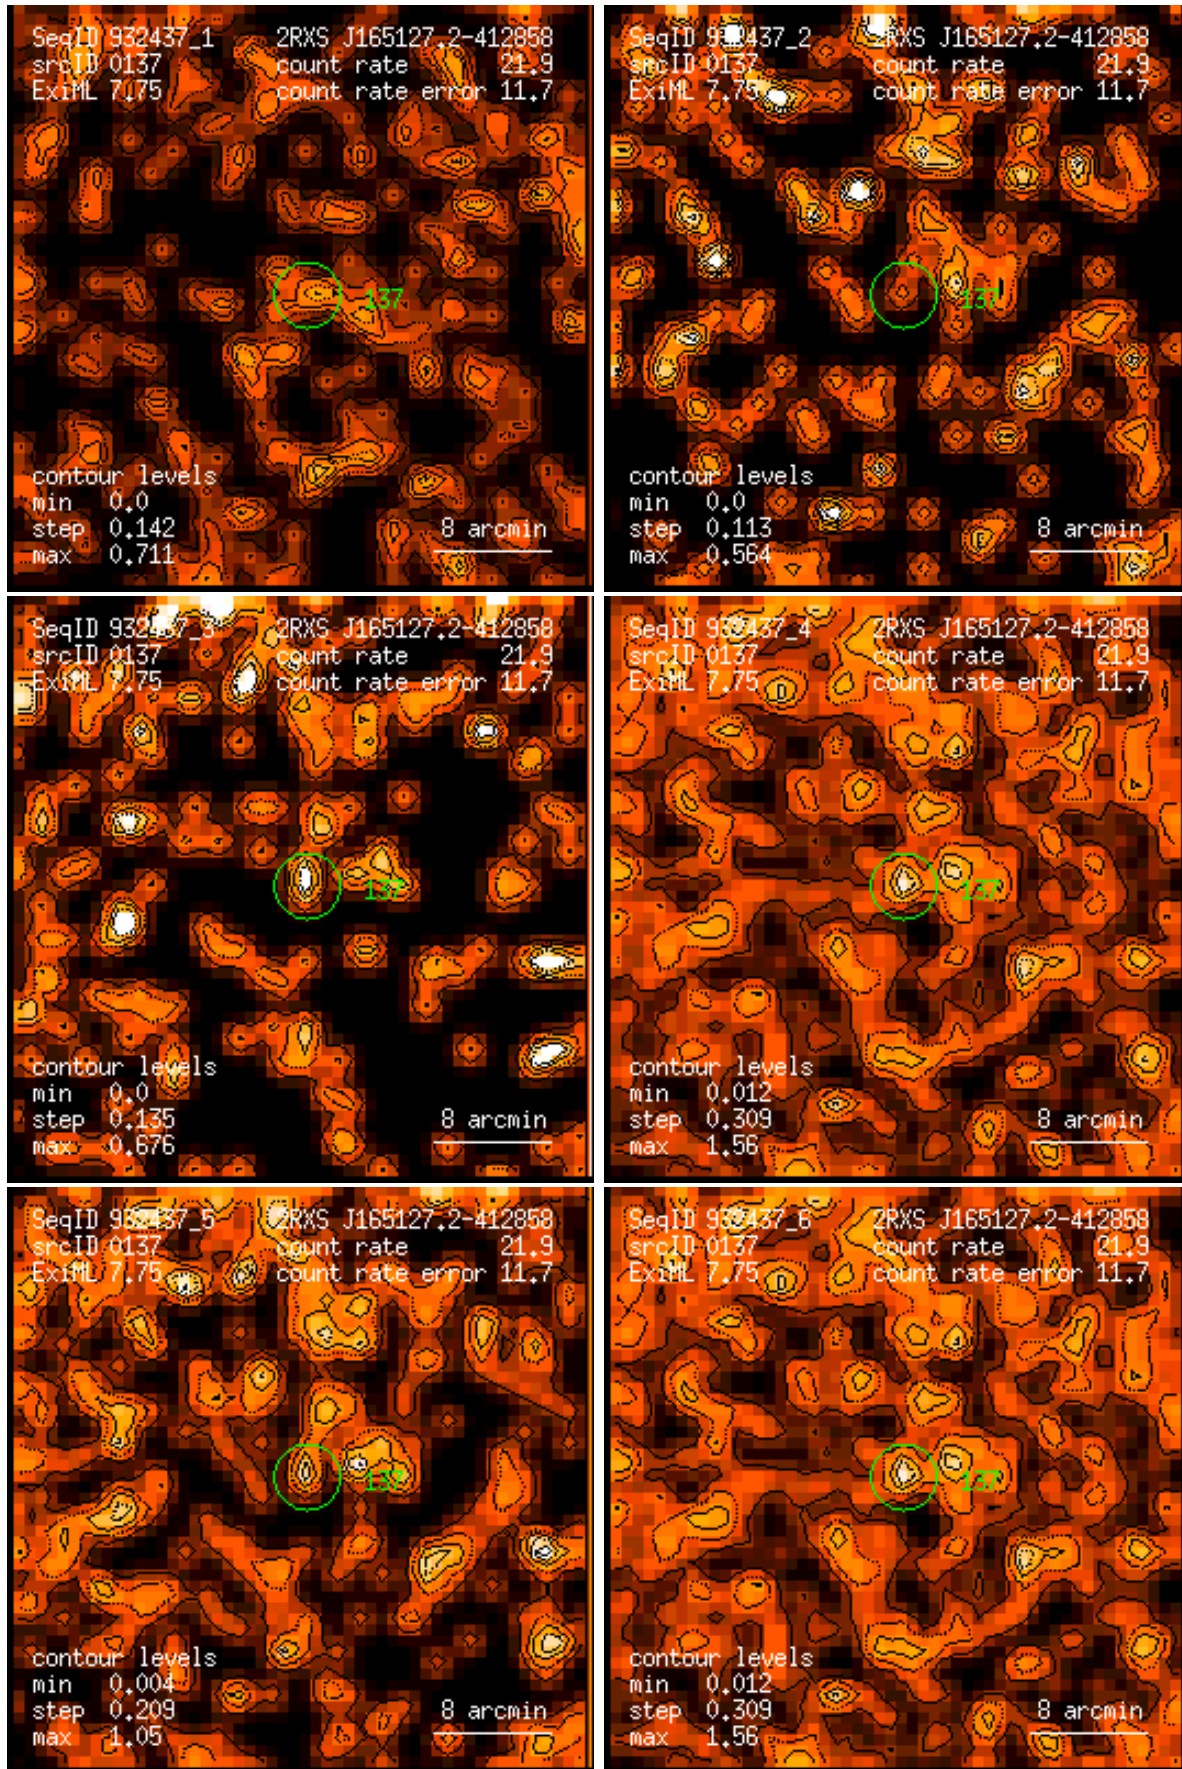 SeqID 932437_1 2RXS J165127.2-412858
srcID 0137 count rate 21.9
ExiML 7.75 count rate error 11.7
137
contour levels
min 0.0
step 0.142
max 0.711
8 arcmin
SeqID 932437_2 2RXS J165127.2-412858
srcID 0137 count rate 21.9
ExiML 7.75 count rate error 11.7
137
contour levels
min 0.0
step 0.113
max 0.564
8 arcmin
SeqID 932437_3 2RXS J165127.2-412858
srcID 0137 count rate 21.9
ExiML 7.75 count rate error 11.7
137
contour levels
min 0.0
step 0.135
max 0.676
8 arcmin
SeqID 932437_4 2RXS J165127.2-412858
srcID 0137 count rate 21.9
ExiML 7.75 count rate error 11.7
137
contour levels
min 0.012
step 0.309
max 1.56
8 arcmin
SeqID 932437_5 2RXS J165127.2-412858
srcID 0137 count rate 21.9
ExiML 7.75 count rate error 11.7
137
contour levels
min 0.004
step 0.209
max 1.05
8 arcmin
SeqID 932437_6 2RXS J165127.2-412858
srcID 0137 count rate 21.9
ExiML 7.75 count rate error 11.7
137
contour levels
min 0.012
step 0.309
max 1.56
8 arcmin